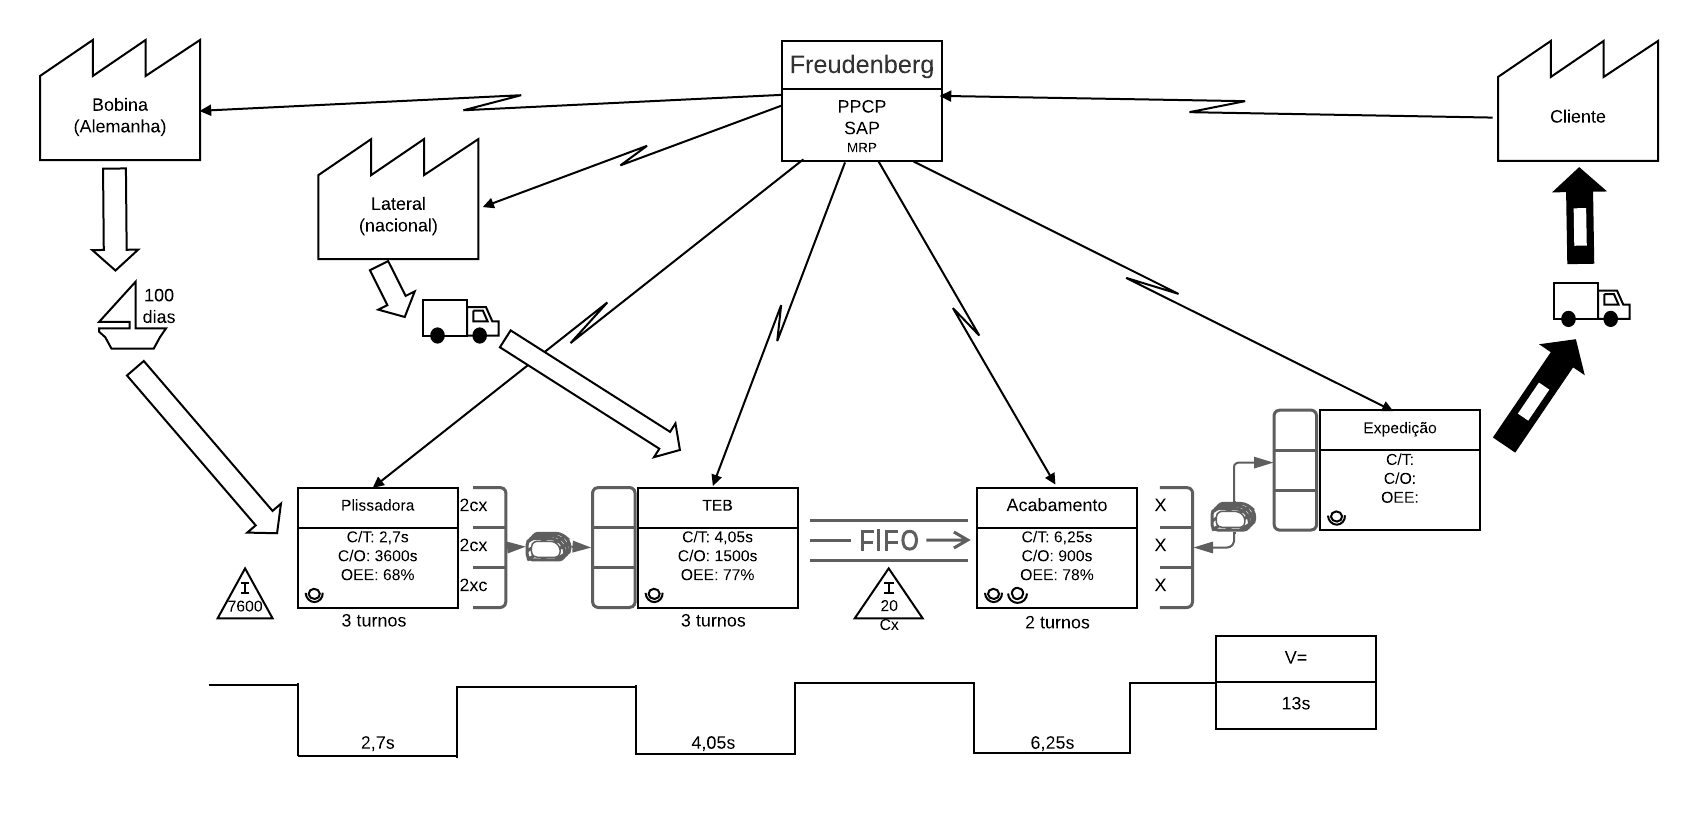 Freudenberg
PPCP
SAP
MRP
Bobina
(Alemanha)
Cliente
Lateral
(nacional)
100
dias
Expedição
C/T:
C/O:
OEE:
Plissadora
C/T: 2,7s
C/O: 3600s
OEE: 68%
3 turnos
2cx
2cx
2xc
TEB
C/T: 4,05s
C/O: 1500s
OEE: 77%
3 turnos
FIFO
Acabamento
C/T: 6,25s
C/O: 900s
OEE: 78%
2 turnos
X
X
X
I
7600
I
20
Cx
V=
13s
2,7s
4,05s
6,25s